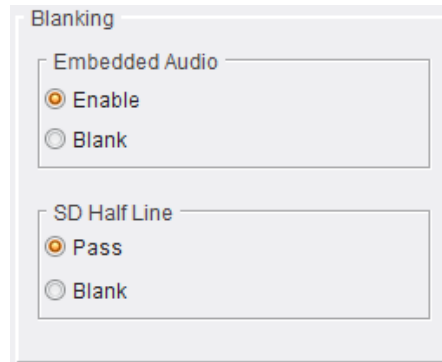 Blanking
Embedded Audio
Enable
Blank
SD Half Line
Pass
Blank